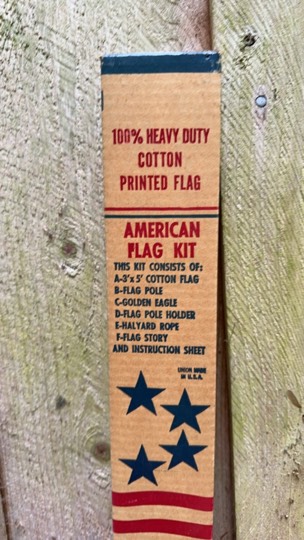 100% HEAVY DUTY
COTTON
PRINTED FLAG
AMERICAN
FLAG KIT
THIS KIT CONSISTS OF:
A-3'x5' COTTON FLAG
B-FLAG POLE
C-GOLDEN EAGLE
D-FLAG POLE HOLDER
E-HALYARD ROPE
F-FLAG STORY
AND INSTRUCTION SHEET
UNION MADE
IN U.S.A.